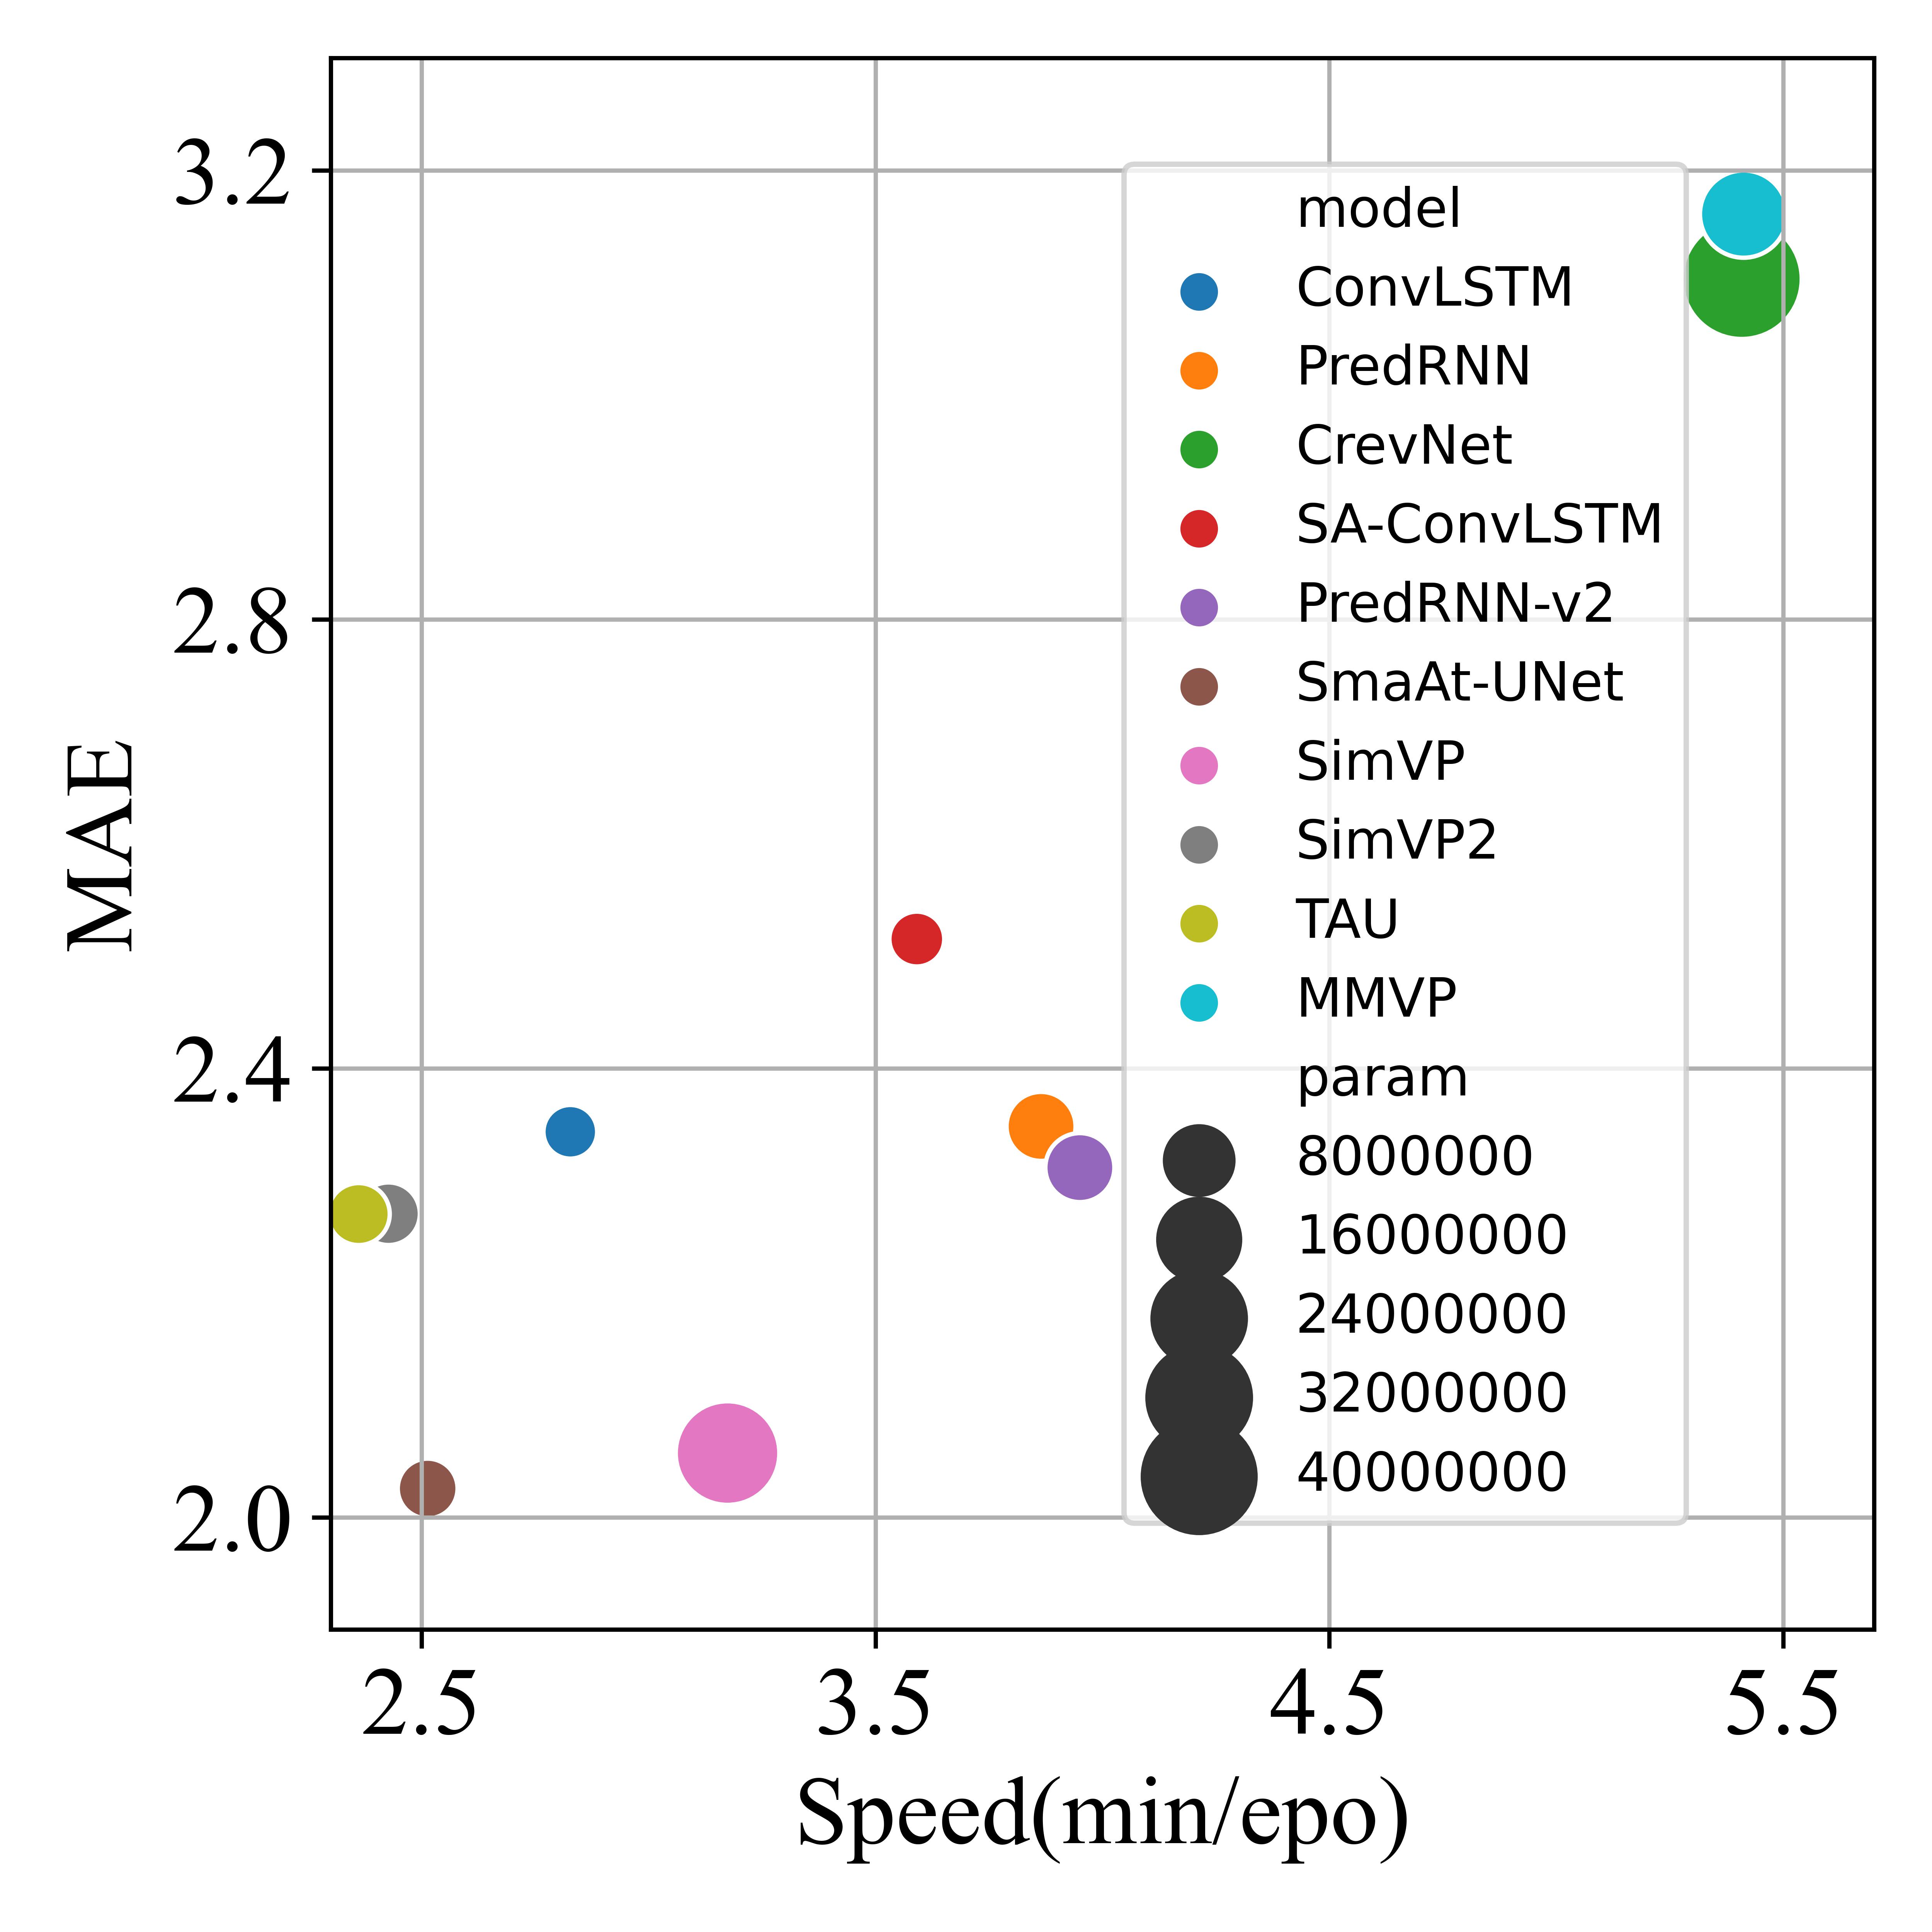 3.2
2.8
2.4
2.0
MAE
2.5 3.5 4.5 5.5
Speed(min/epo)
model
ConvLSTM
PredRNN
CrevNet
SA-ConvLSTM
PredRNN-v2
SmaAt-UNet
SimVP
SimVP2
TAU
MMVP
param
8000000
16000000
24000000
32000000
40000000